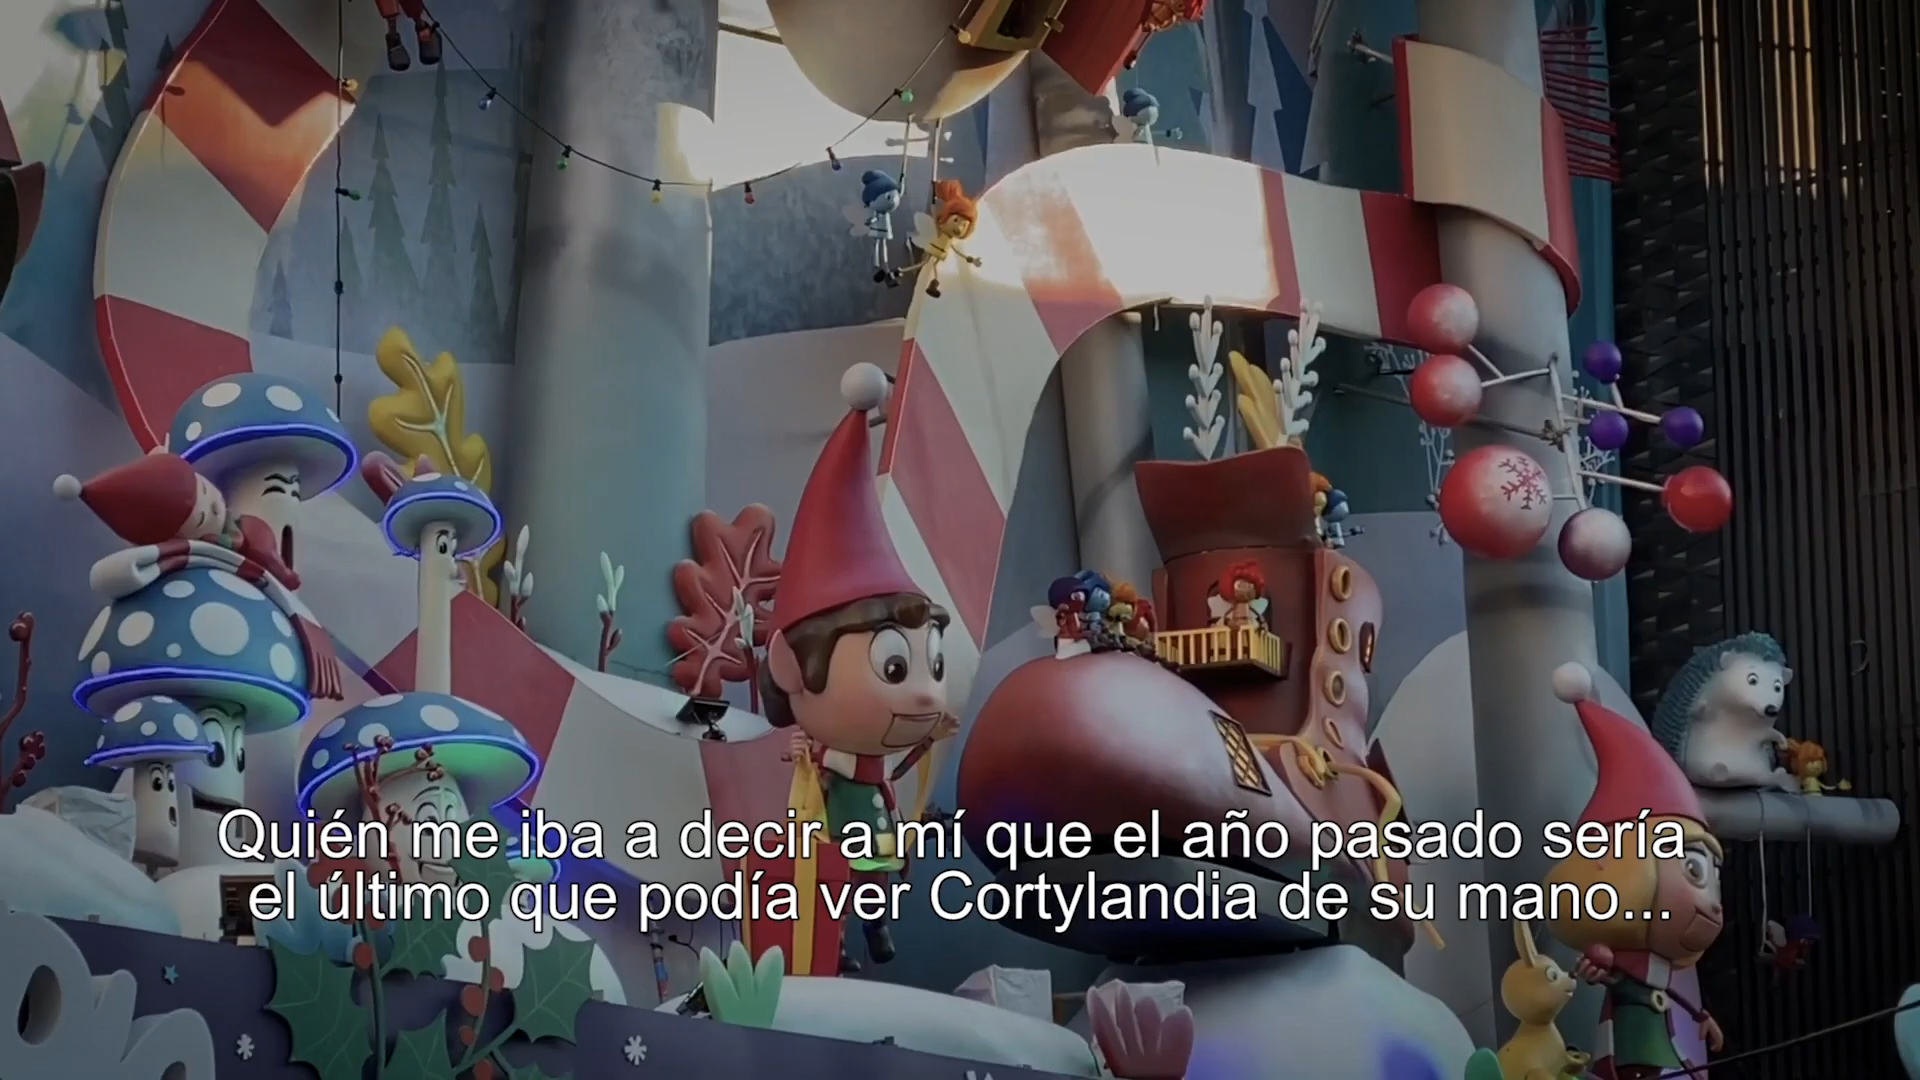 Quién me iba a decir a mí que el año pasado sería
el último que podía ver Cortylandia de su mano...